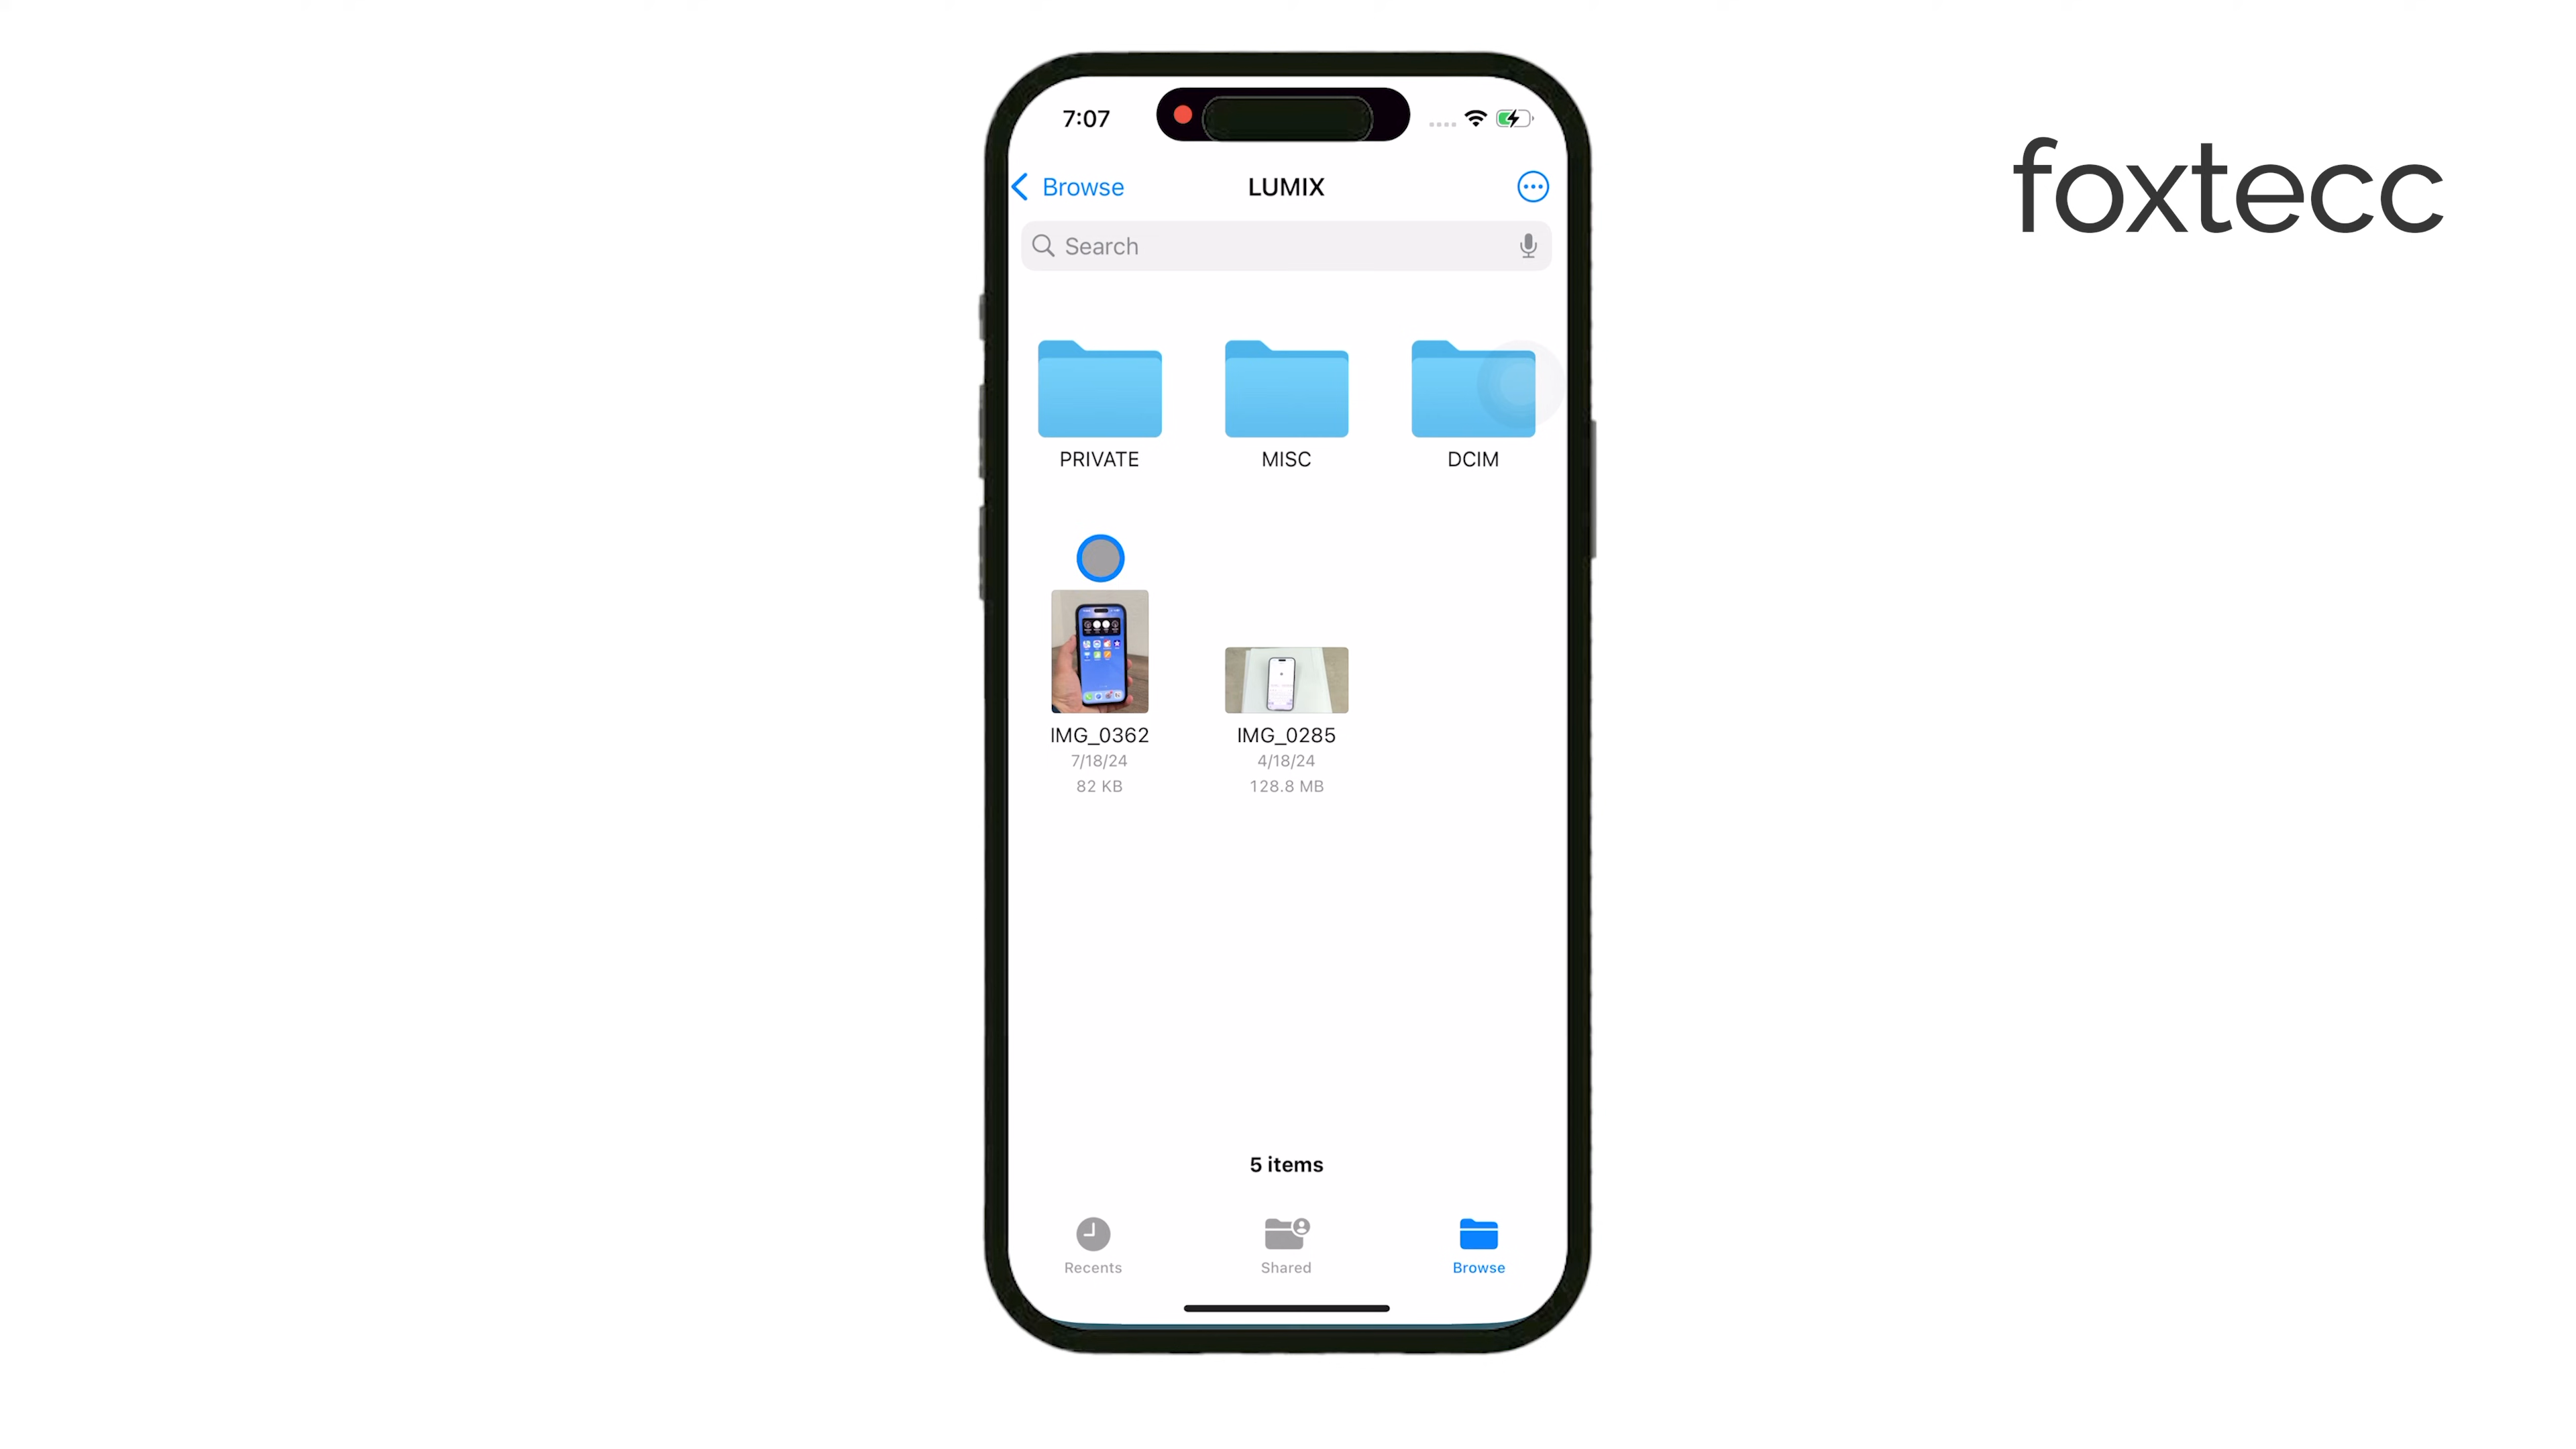 7:07
foxtecc
Browse
LUMIX
Search
PRIVATE
MISC
DCIM
IMG_0362
7/18/24
82 KB
IMG_0285
4/18/24
128.8 MB
5 items
Recents
Shared
Browse